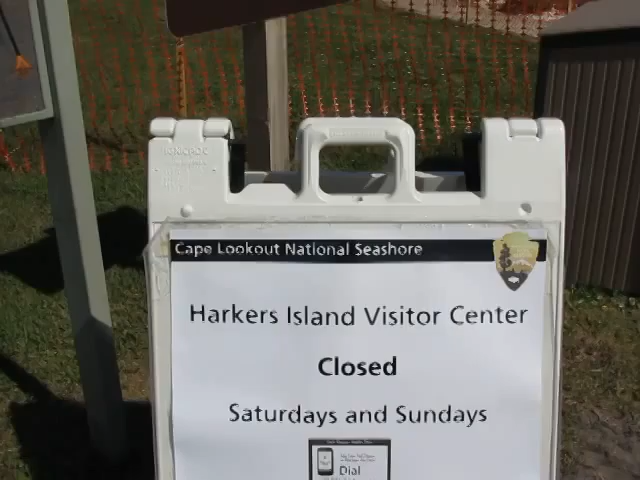 Cape Lookout National Seashore
Harkers Island Visitor Center
Closed
Saturdays and Sundays
Dial